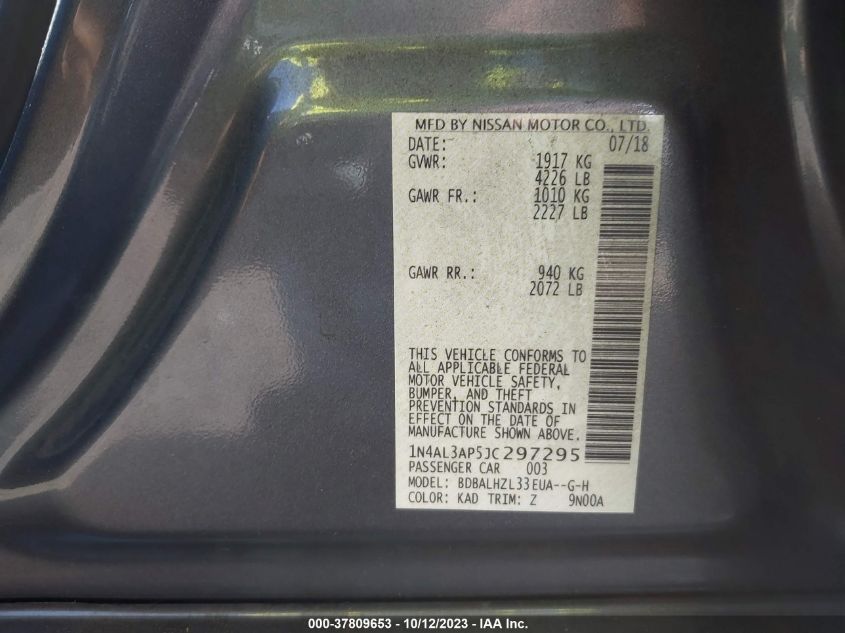 MFD BY NISSAN MOTOR CO., LTD.
DATE: 07/18
GVWR: 1917 KG
4226 LB
GAWR FR.: 1010 KG
2227 LB
GAWR RR.: 940 KG
2072 LB
THIS VEHICLE CONFORMS TO
ALL APPLICABLE FEDERAL
MOTOR VEHICLE SAFETY,
BUMPER, AND THEFT
PREVENTION STANDARDS IN
EFFECT ON THE DATE OF
MANUFACTURE SHOWN ABOVE.
1N4AL3AP5JC297295
PASSENGER CAR 003
MODEL: BDBALHZL33EUA--G-H
COLOR: KAD TRIM: Z 9N00A
000-37809653 - 10/12/2023 - IAA Inc.